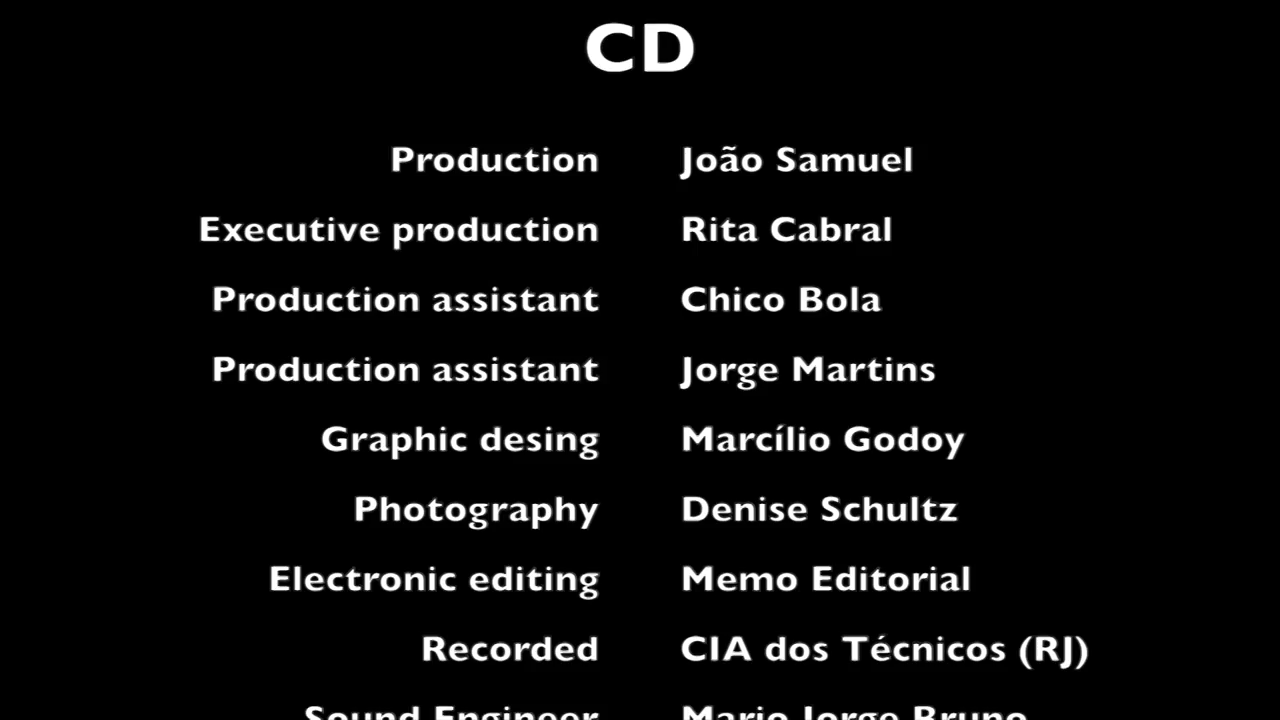 CD
Production João Samuel
Executive production Rita Cabral
Production assistant Chico Bola
Production assistant Jorge Martins
Graphic desing Marcílio Godoy
Photography Denise Schultz
Electronic editing Memo Editorial
Recorded CIA dos Técnicos (RJ)
Sound Engineer Mario Jorge Bruno